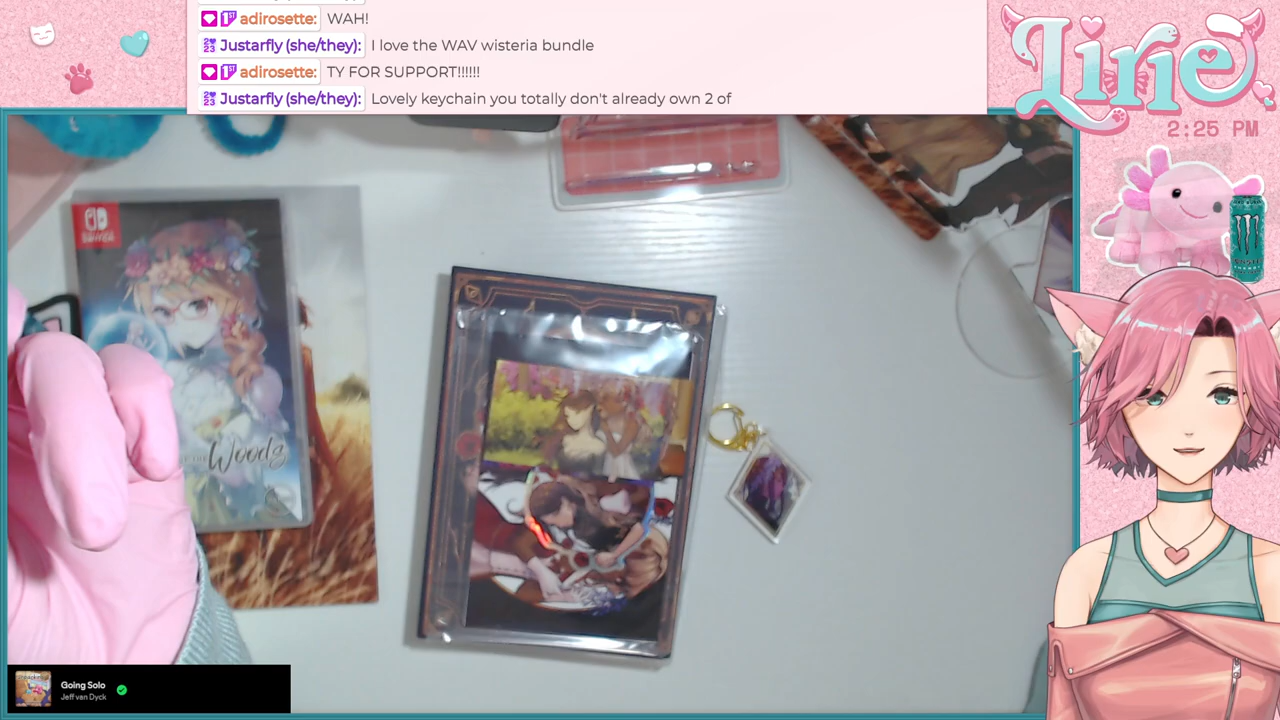 adirosette: WAH!
Justarfly (she/they): I love the WAV wisteria bundle
adirosette: TY FOR SUPPORT!!!!!!
Justarfly (she/they): Lovely keychain you totally don't already own 2 of
Lirie
2:25 PM
SWITCH
THE Woods
Going Solo
Jeff van Dyck